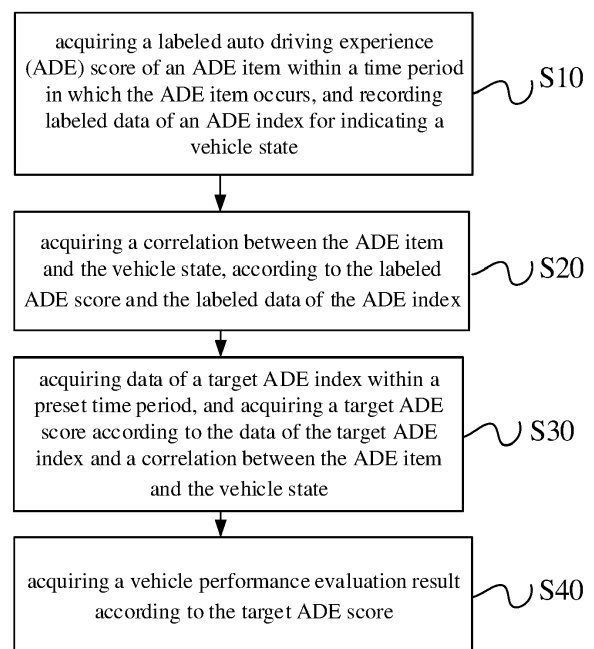 acquiring a labeled auto driving experience
(ADE) score of an ADE item within a time period
in which the ADE item occurs, and recording
labeled data of an ADE index for indicating a
vehicle state
S10
acquiring a correlation between the ADE item
and the vehicle state, according to the labeled
ADE score and the labeled data of the ADE index
S20
acquiring data of a target ADE index within a
preset time period, and acquiring a target ADE
score according to the data of the target ADE
index and a correlation between the ADE item
and the vehicle state
S30
acquiring a vehicle performance evaluation result
according to the target ADE score
S40